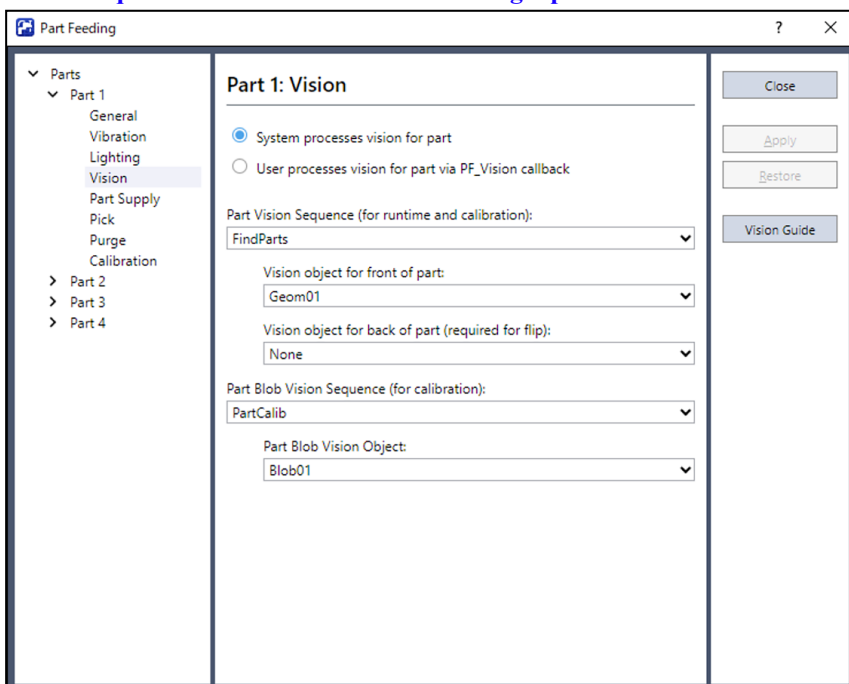 Part Feeding
?
Parts
Part 1
General
Vibration
Lighting
Vision
Part Supply
Pick
Purge
Calibration
Part 2
Part 3
Part 4
Part 1: Vision
System processes vision for part
User processes vision for part via PF_Vision callback
Part Vision Sequence (for runtime and calibration):
FindParts
Vision object for front of part:
Geom01
Vision object for back of part (required for flip):
None
Part Blob Vision Sequence (for calibration):
PartCalib
Part Blob Vision Object:
Blob01
Close
Apply
Restore
Vision Guide